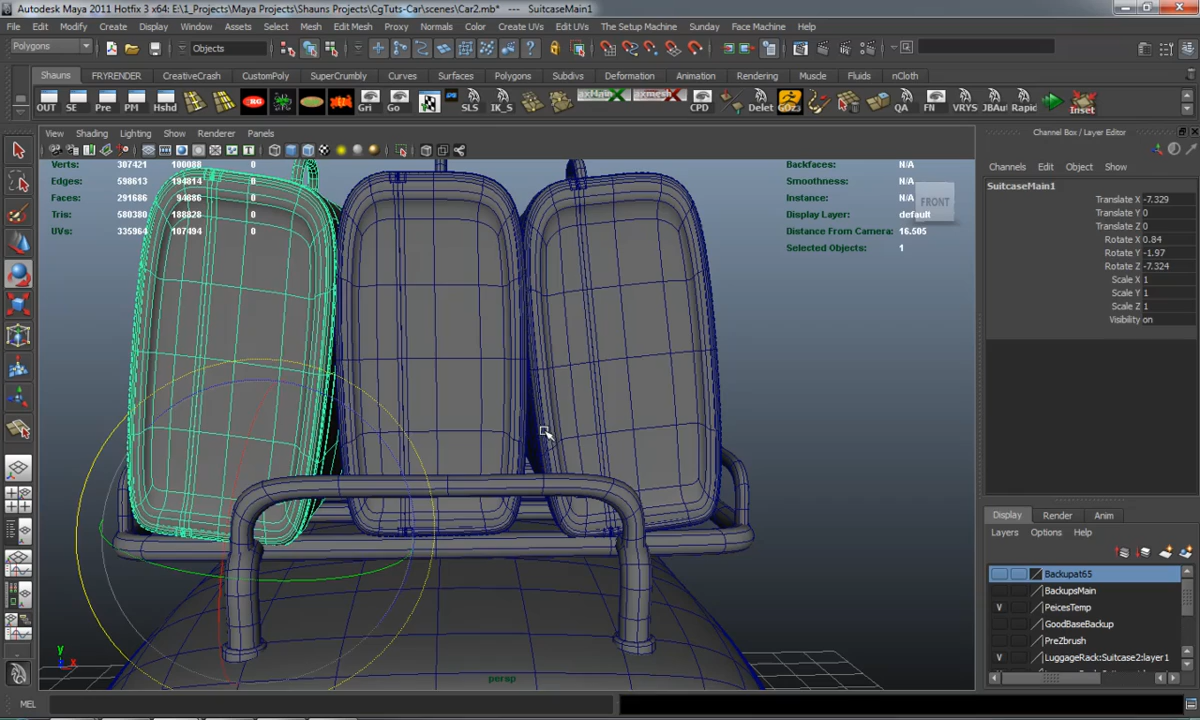 Autodesk Maya 2011 Hotfix 3 x64: E:\1_Projects\Maya Projects\Shauns Projects\CgTuts-Car\scenes\Car2.mb* --- SuitcaseMain1
File Edit Modify Create Display Window Assets Select Mesh Edit Mesh Proxy Normals Color Create UVs Edit UVs The Setup Machine Sunday Face Machine Help
Polygons Objects
Shauns FRYRENDER CreativeCrash CustomPoly SuperCrumbly Curves Surfaces Polygons Subdivs Deformation Animation Rendering Muscle Fluids nCloth
OUT SE Pre PM Hshd Gri Go SLS IK_S CPD Delet GOz> QA FN VRYS JBAut Rapic Inset
View Shading Lighting Show Renderer Panels
Channel Box / Layer Editor
Verts: 307421 100088 0
Edges: 598613 194814 0
Faces: 291686 94886 0
Tris: 580380 188828 0
UVs: 335964 107494 0
Backfaces: N/A
Smoothness: N/A
Instance: N/A
Display Layer: default
Distance From Camera: 16.505
Selected Objects: 1
FRONT
Channels Edit Object Show
SuitcaseMain1
Translate X -7.329
Translate Y 0
Translate Z 0
Rotate X 0.84
Rotate Y -1.97
Rotate Z -7.324
Scale X 1
Scale Y 1
Scale Z 1
Visibility on
Display Render Anim
Layers Options Help
Backupat65
BackupsMain
V PeicesTemp
GoodBaseBackup
PreZbrush
V LuggageRack:Suitcase2:layer1
y
z x
persp
MEL